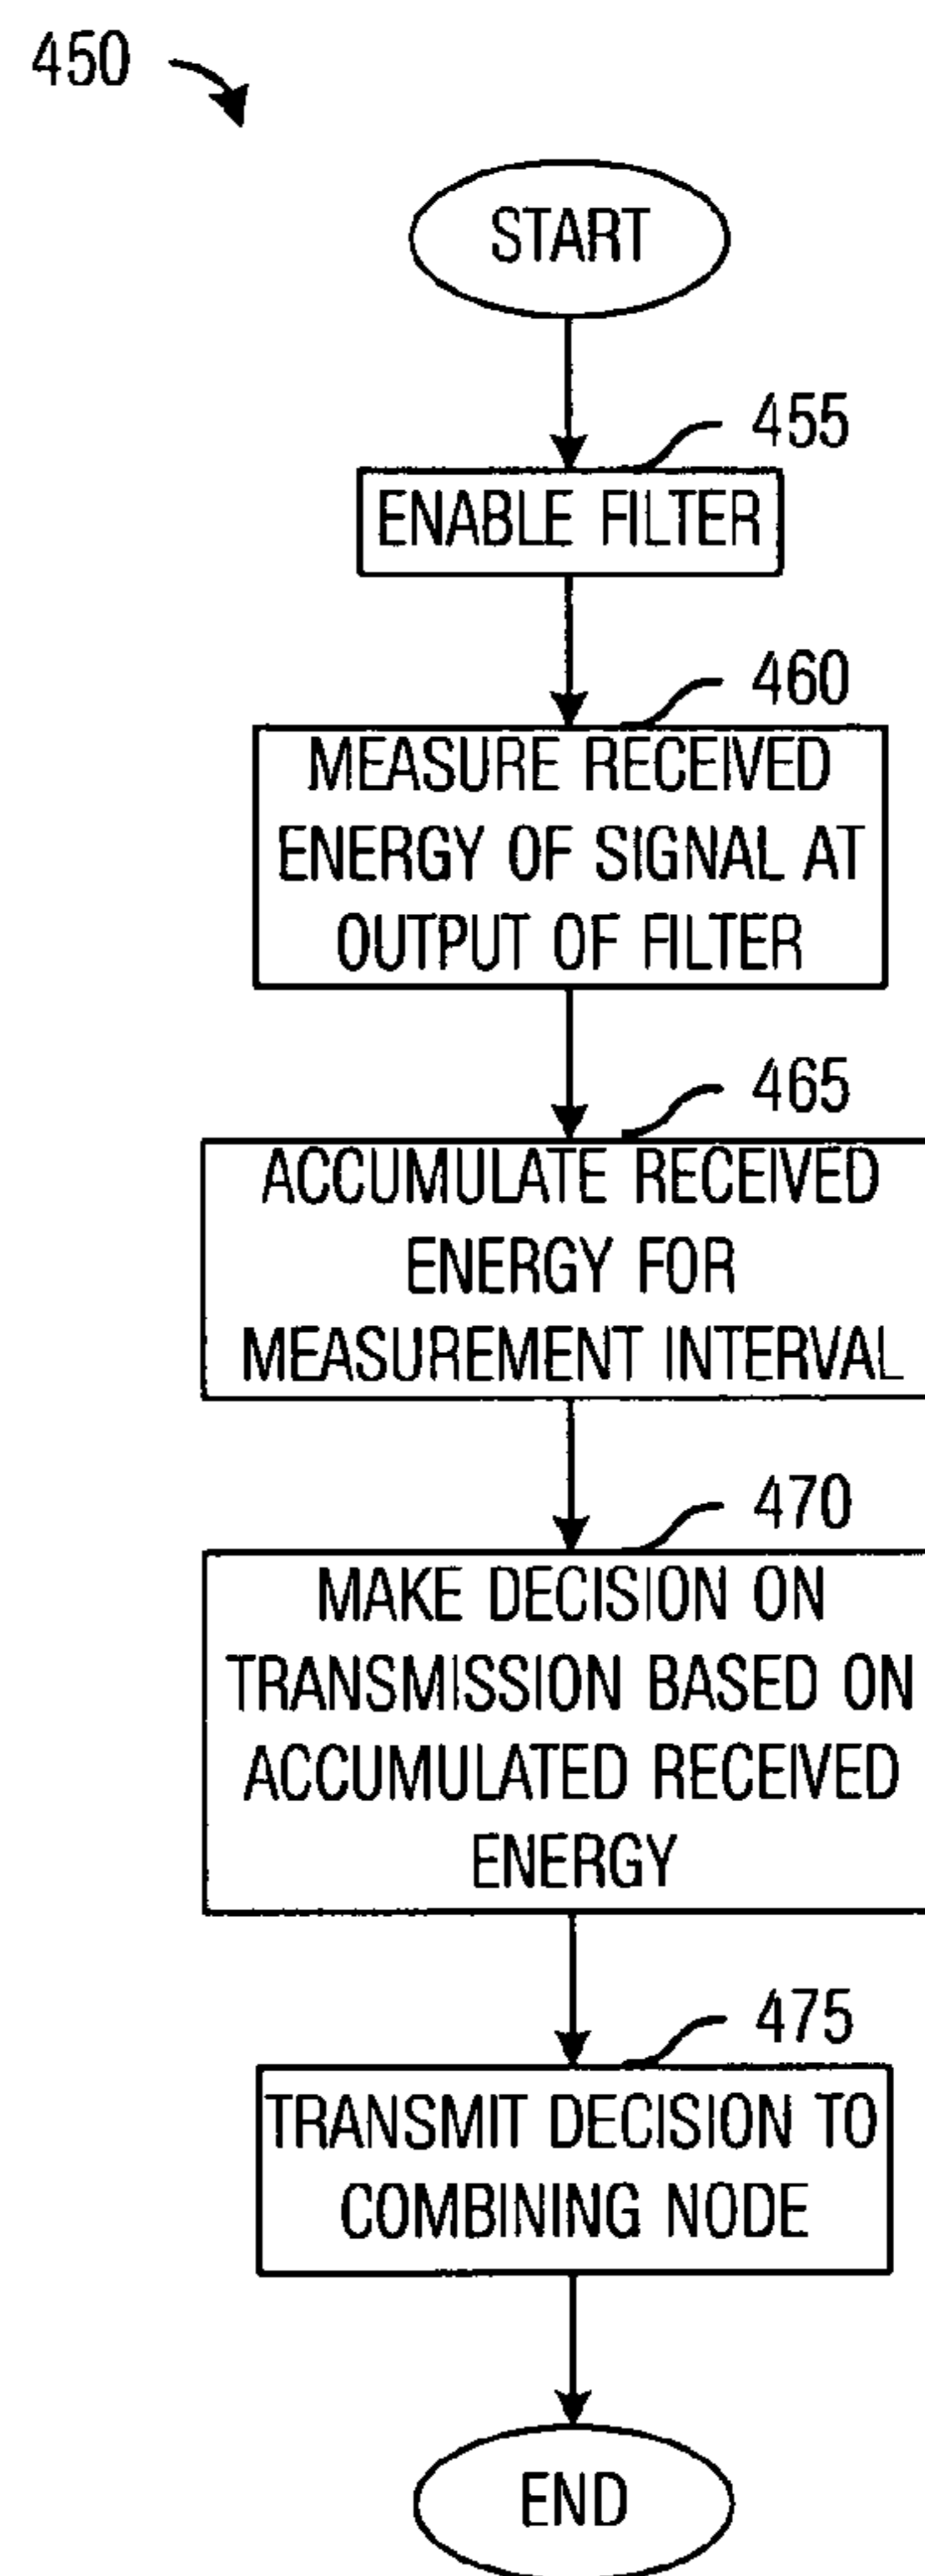 450
START
455
ENABLE FILTER
460
MEASURE RECEIVED
ENERGY OF SIGNAL AT
OUTPUT OF FILTER
465
ACCUMULATE RECEIVED
ENERGY FOR
MEASUREMENT INTERVAL
470
MAKE DECISION ON
TRANSMISSION BASED ON
ACCUMULATED RECEIVED
ENERGY
475
TRANSMIT DECISION TO
COMBINING NODE
END